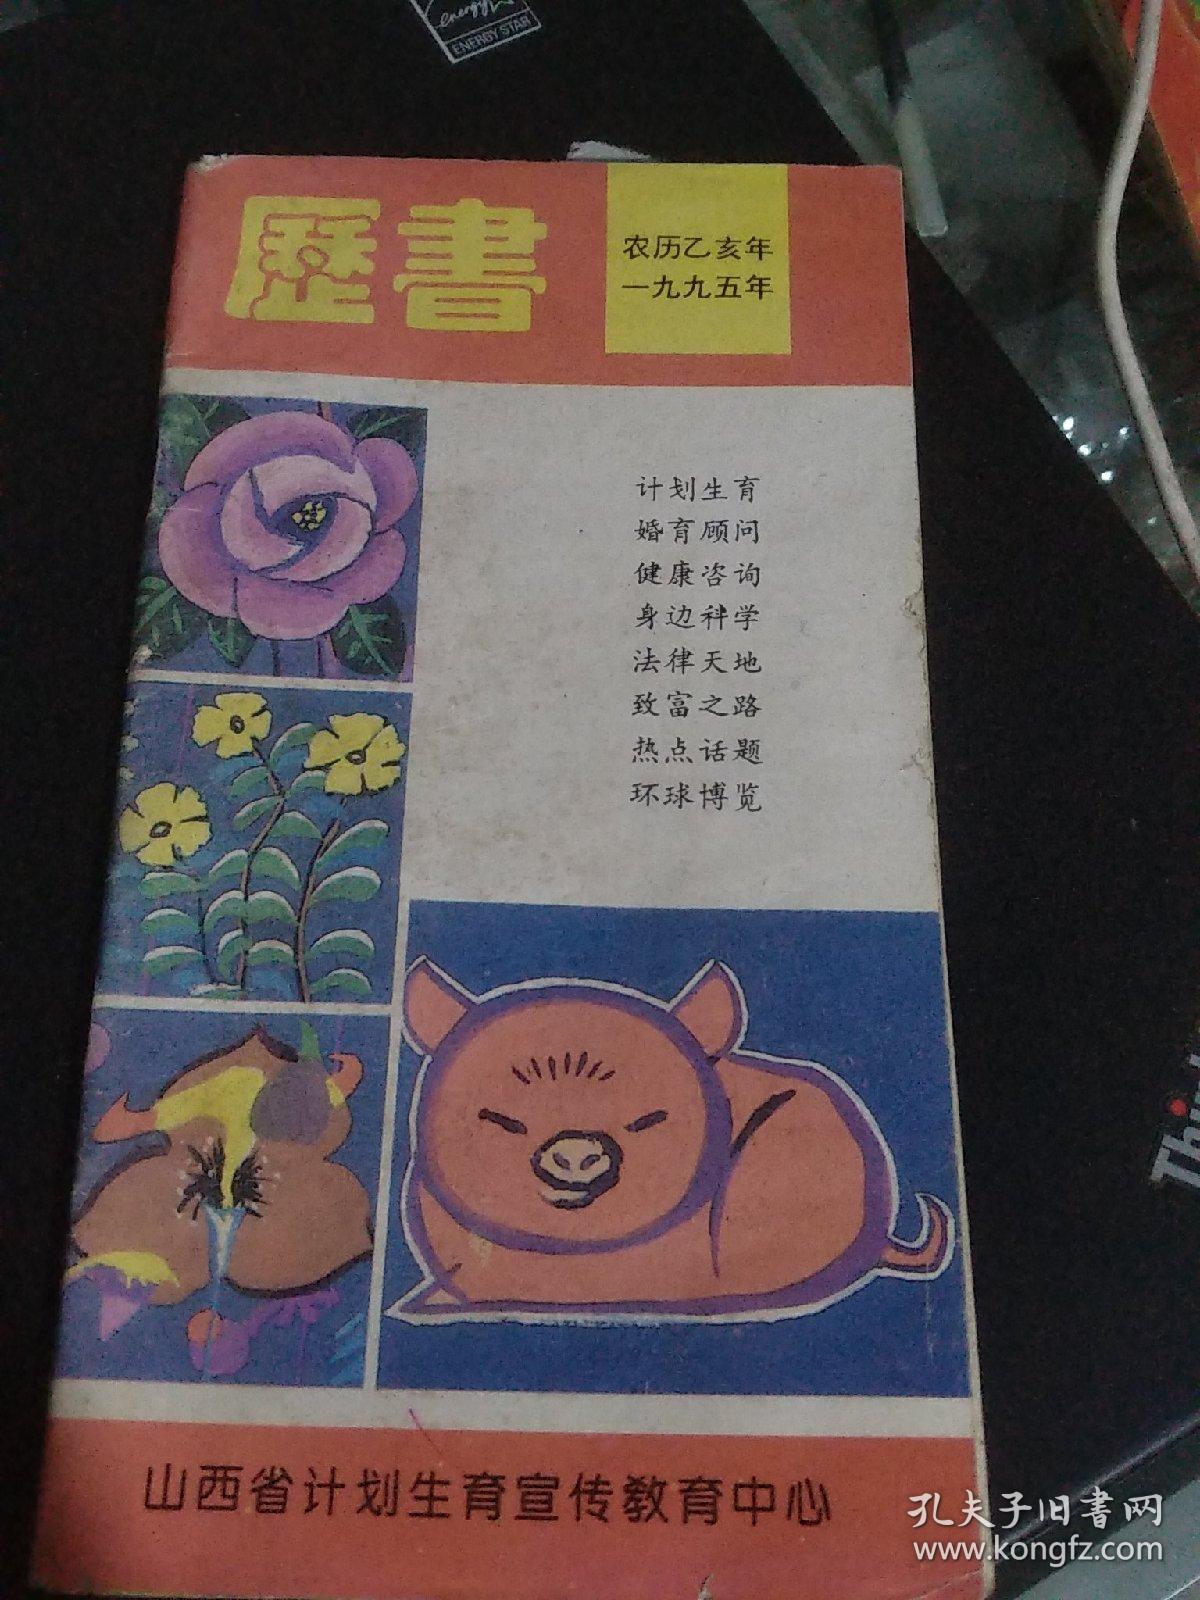 energy
ENERGY STAR
歷書
农历乙亥年
一九九五年
计划生育
婚育顾问
健康咨询
身边科学
法律天地
致富之路
热点话题
环球博览
山西省计划生育宣传教育中心
Thin
孔夫子旧书网
www.kongfz.com